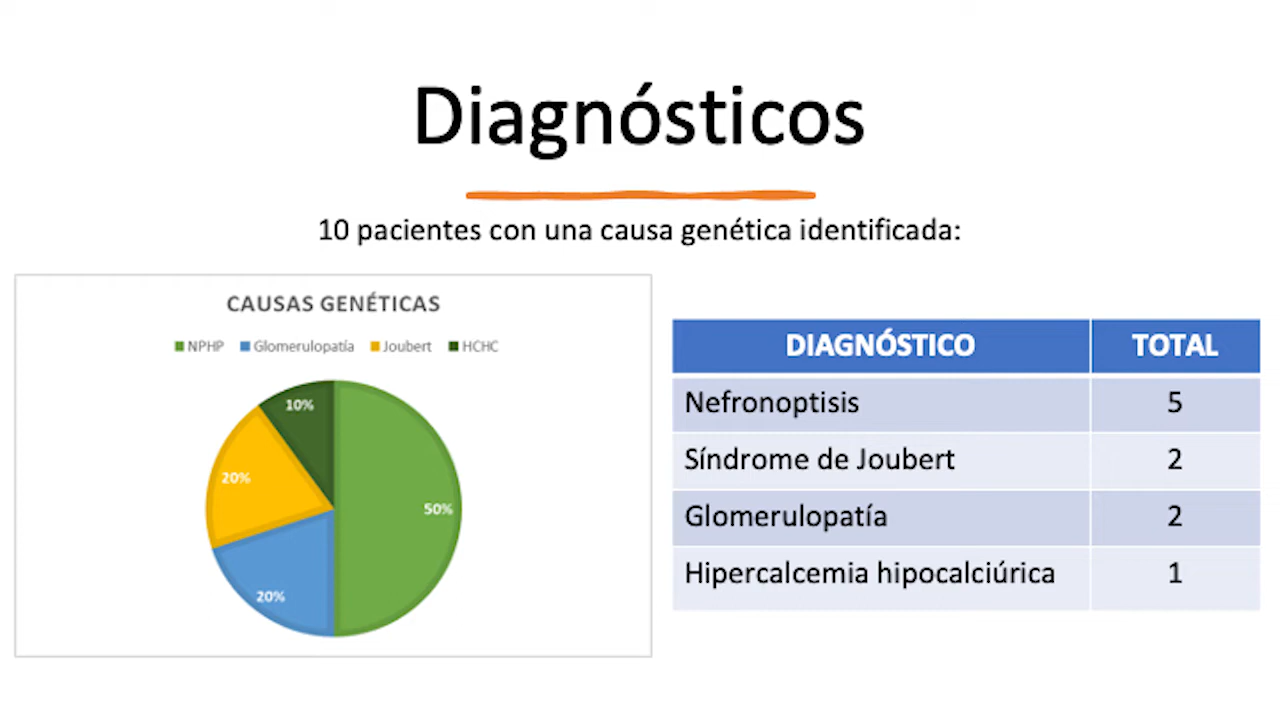 Diagnósticos
10 pacientes con una causa genética identificada:
CAUSAS GENÉTICAS
NPHP Glomerulopatía Joubert HCHC
10%
20%
50%
20%
DIAGNÓSTICO TOTAL
Nefronoptisis 5
Síndrome de Joubert 2
Glomerulopatía 2
Hipercalcemia hipocalciúrica 1